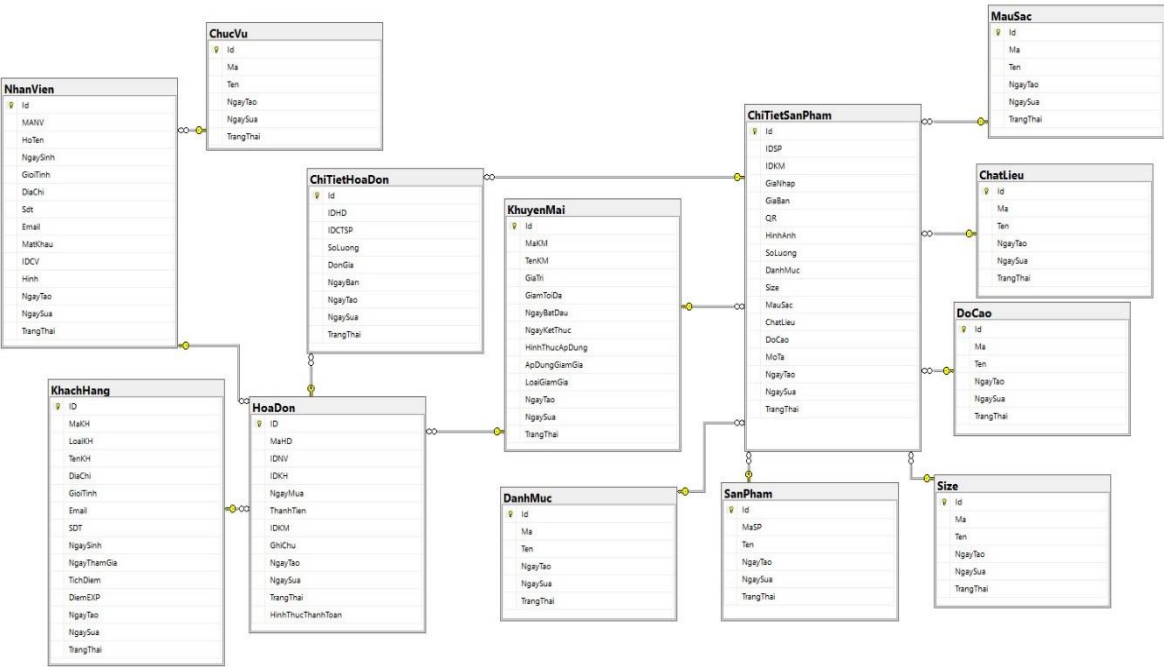 ChucVu
Id
Ma
Ten
NgayTao
NgaySua
TrangThai
NhanVien
Id
MANV
HoTen
NgaySinh
GioiTinh
DiaChi
Sdt
Email
MatKhau
IDCV
Hinh
NgayTao
NgaySua
TrangThai
ChiTietHoaDon
Id
IDHD
IDCTSP
SoLuong
DonGia
NgayBan
NgayTao
NgaySua
TrangThai
KhuyenMai
Id
MaKM
TenKM
GiaTri
GiamToiDa
NgayBatDau
NgayKetThuc
HinhThucApDung
ApDungGiamGia
LoaiGiamGia
NgayTao
NgaySua
TrangThai
ChiTietSanPham
Id
IDSP
IDKM
GiaNhap
GiaBan
QR
HinhAnh
SoLuong
DanhMuc
Size
MauSac
ChatLieu
DoCao
MoTa
NgayTao
NgaySua
TrangThai
MauSac
Id
Ma
Ten
NgayTao
NgaySua
TrangThai
ChatLieu
Id
Ma
Ten
NgayTao
NgaySua
TrangThai
DoCao
Id
Ma
Ten
NgayTao
NgaySua
TrangThai
KhachHang
ID
MaKH
LoaiKH
TenKH
DiaChi
GioiTinh
Email
SDT
NgaySinh
NgayThamGia
TichDiem
DiemEXP
NgayTao
NgaySua
TrangThai
HoaDon
ID
MaHD
IDNV
IDKH
NgayMua
ThanhTien
IDKM
GhiChu
NgayTao
NgaySua
TrangThai
HinhThucThanhToan
DanhMuc
Id
Ma
Ten
NgayTao
NgaySua
TrangThai
SanPham
Id
MaSP
Ten
NgayTao
NgaySua
TrangThai
Size
Id
Ma
Ten
NgayTao
NgaySua
TrangThai